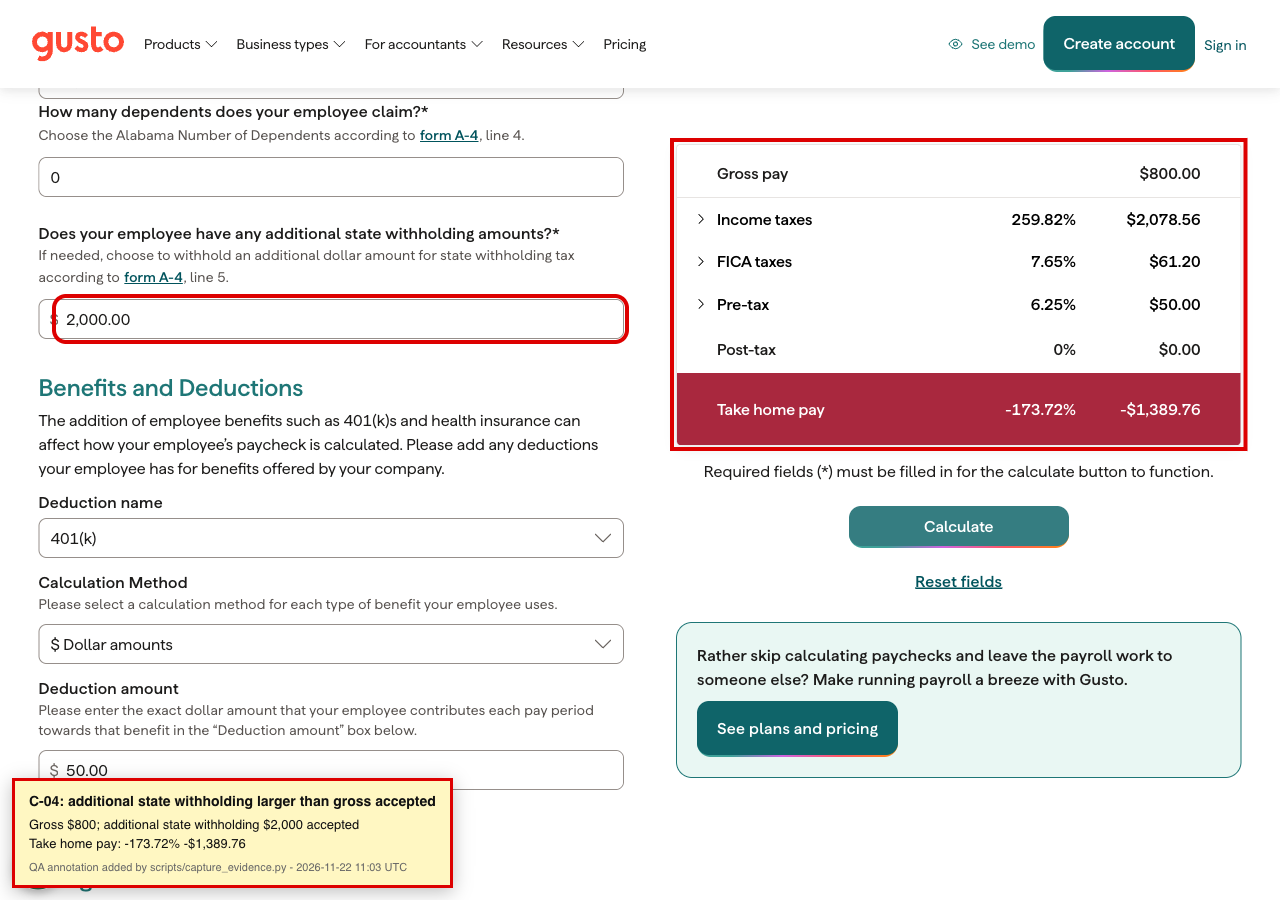 gusto
Products
Business types
For accountants
Resources
Pricing
See demo
Create account
Sign in
How many dependents does your employee claim?*
Choose the Alabama Number of Dependents according to form A-4, line 4.
0
Does your employee have any additional state withholding amounts?*
If needed, choose to withhold an additional dollar amount for state withholding tax
according to form A-4, line 5.
$ 2,000.00
Benefits and Deductions
The addition of employee benefits such as 401(k)s and health insurance can
affect how your employee’s paycheck is calculated. Please add any deductions
your employee has for benefits offered by your company.
Deduction name
401(k)
Calculation Method
Please select a calculation method for each type of benefit your employee uses.
$ Dollar amounts
Deduction amount
Please enter the exact dollar amount that your employee contributes each pay period
towards that benefit in the “Deduction amount” box below.
$ 50.00
C-04: additional state withholding larger than gross accepted
Gross $800; additional state withholding $2,000 accepted
Take home pay: -173.72% -$1,389.76
QA annotation added by scripts/capture_evidence.py - 2026-11-22 11:03 UTC
Gross pay $800.00
Income taxes 259.82% $2,078.56
FICA taxes 7.65% $61.20
Pre-tax 6.25% $50.00
Post-tax 0% $0.00
Take home pay -173.72% -$1,389.76
Required fields (*) must be filled in for the calculate button to function.
Calculate
Reset fields
Rather skip calculating paychecks and leave the payroll work to
someone else? Make running payroll a breeze with Gusto.
See plans and pricing